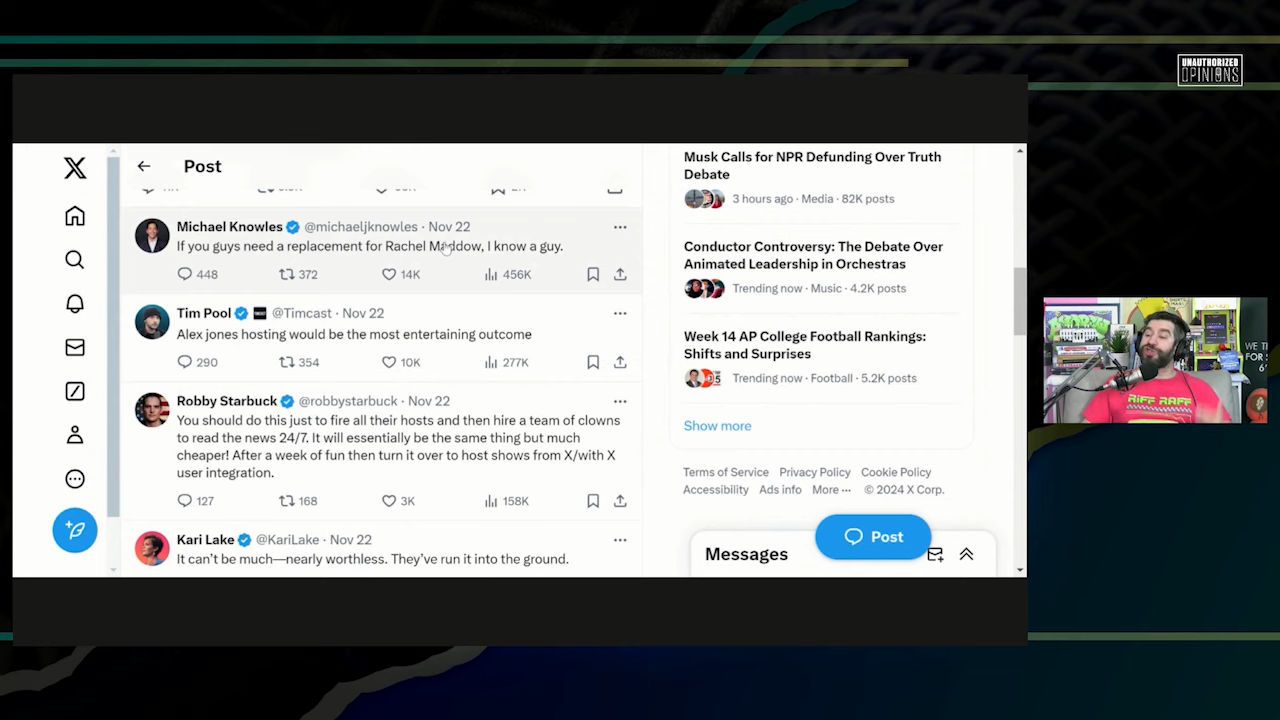 UNAUTHORIZED
OPINIONS
Post
Michael Knowles @michaeljknowles · Nov 22
If you guys need a replacement for Rachel Maddow, I know a guy.
448 372 14K 456K
Tim Pool @Timcast · Nov 22
Alex jones hosting would be the most entertaining outcome
290 354 10K 277K
Robby Starbuck @robbystarbuck · Nov 22
You should do this just to fire all their hosts and then hire a team of clowns
to read the news 24/7. It will essentially be the same thing but much
cheaper! After a week of fun then turn it over to host shows from X/with X
user integration.
127 168 3K 158K
Kari Lake @KariLake · Nov 22
It can't be much—nearly worthless. They've run it into the ground.
Musk Calls for NPR Defunding Over Truth
Debate
3 hours ago · Media · 82K posts
Conductor Controversy: The Debate Over
Animated Leadership in Orchestras
Trending now · Music · 4.2K posts
Week 14 AP College Football Rankings:
Shifts and Surprises
Trending now · Football · 5.2K posts
Show more
Terms of Service Privacy Policy Cookie Policy
Accessibility Ads info More ··· © 2024 X Corp.
Post
Messages
RIFF RAFF
WE T
FOR